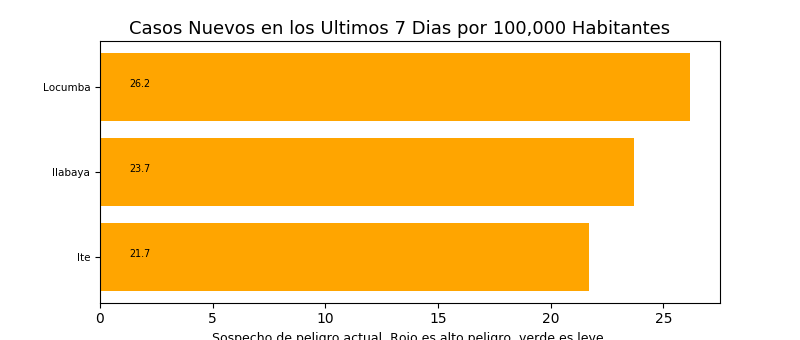 Casos Nuevos en los Ultimos 7 Dias por 100,000 Habitantes
Locumba
26.2
Ilabaya
23.7
Ite
21.7
0 5 10 15 20 25
Sospecho de peligro actual. Rojo es alto peligro, verde es leve